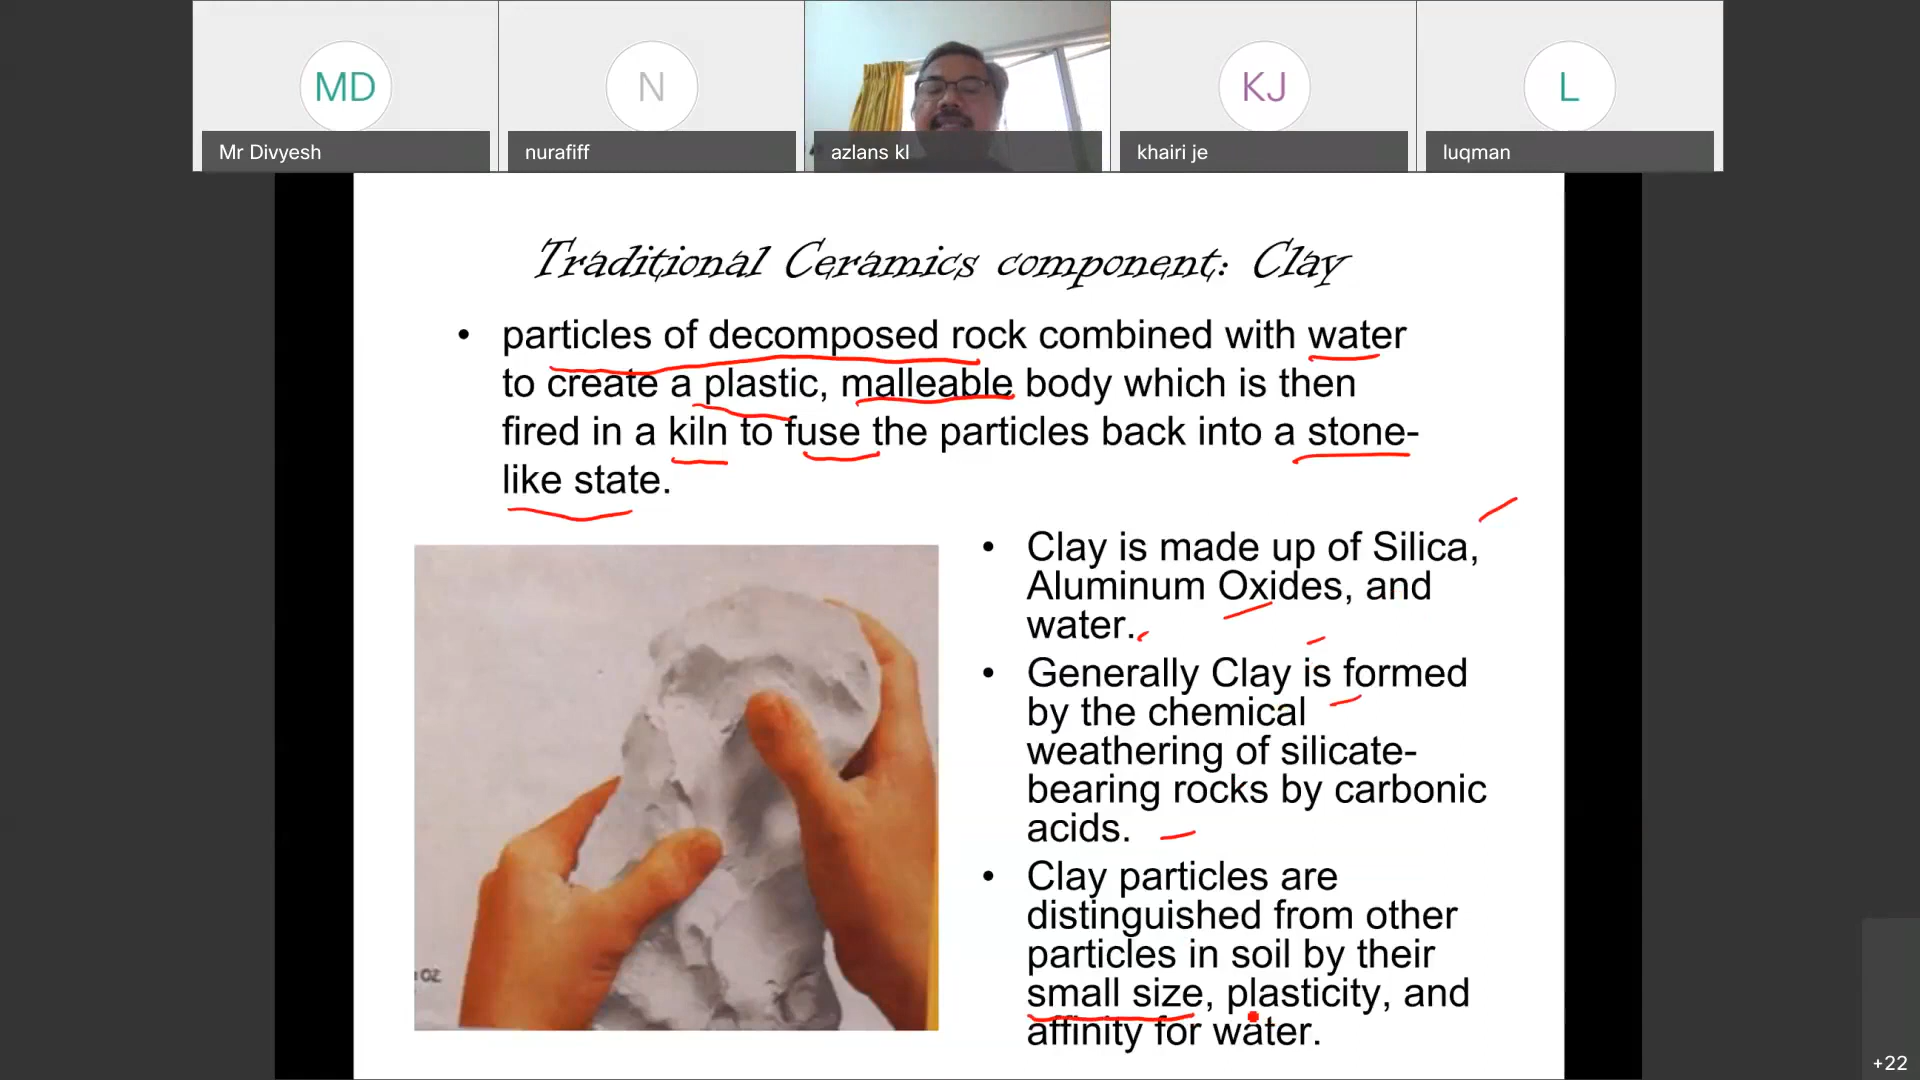 MD
N
KJ
L
Mr Divyesh
nurafiff
azlans kl
khairi je
luqman
Traditional Ceramics component: Clay
• particles of decomposed rock combined with water
to create a plastic, malleable body which is then
fired in a kiln to fuse the particles back into a stone-
like state.
• Clay is made up of Silica,
Aluminum Oxides, and
water.
• Generally Clay is formed
by the chemical
weathering of silicate-
bearing rocks by carbonic
acids.
• Clay particles are
distinguished from other
particles in soil by their
small size, plasticity, and
affinity for water.
+22